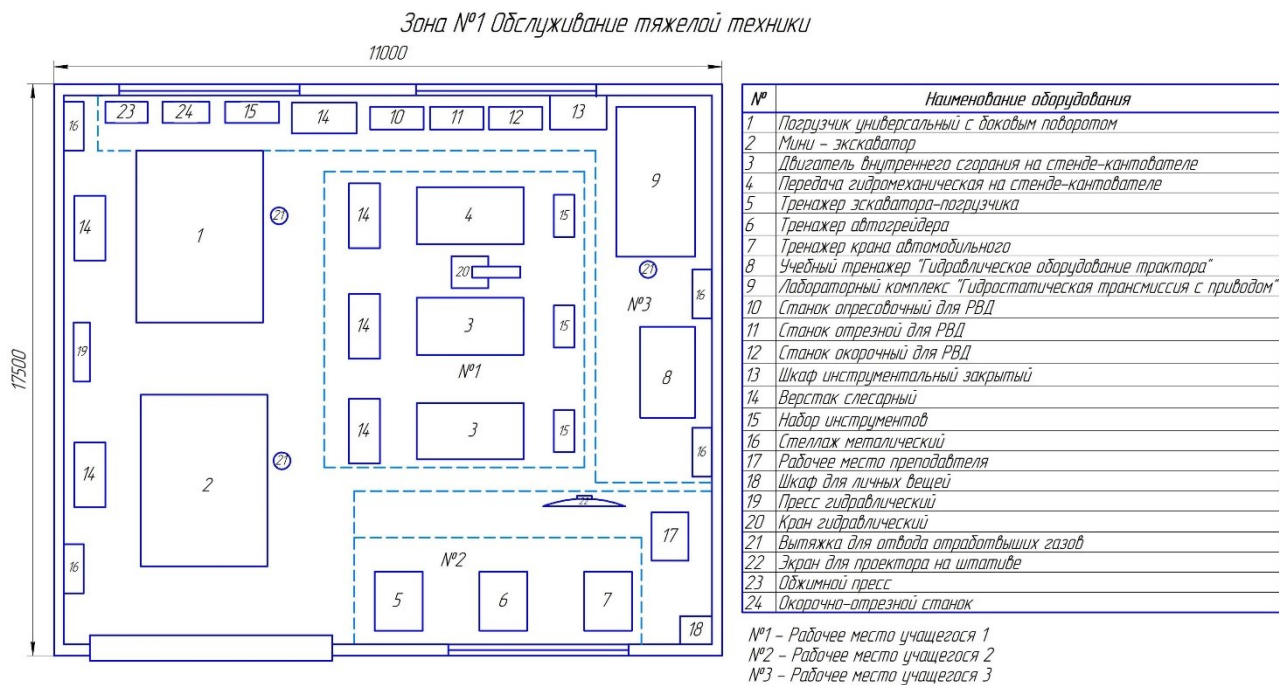 Зона №1 Обслуживание тяжелой техники
11000
17500
23 24 15 14 10 11 12 13
16
14 1 21 14 4 15 9
20 21
№3 16
19 14 3 15
№1 8
14 3 15
14 2 21 16
22
17
16 №2
5 6 7
18
№ Наименование оборудования
1 Погрузчик универсальный с боковым поворотом
2 Мини - экскаватор
3 Двигатель внутреннего сгорания на стенде-кантователе
4 Передача гидромеханическая на стенде-кантователе
5 Тренажер эскаватора-погрузчика
6 Тренажер автогрейдера
7 Тренажер крана автомобильного
8 Учебный тренажер "Гидравлическое оборудование трактора"
9 Лабораторный комплекс "Гидростатическая трансмиссия с приводом"
10 Станок опресовочный для РВД
11 Станок отрезной для РВД
12 Станок окорочный для РВД
13 Шкаф инструментальный закрытый
14 Верстак слесарный
15 Набор инструментов
16 Стеллаж металический
17 Рабочее место преподавтеля
18 Шкаф для личных вещей
19 Пресс гидравлический
20 Кран гидравлический
21 Вытяжка для отвода отработвыших газов
22 Экран для проектора на штативе
23 Обжимной пресс
24 Окорочно-отрезной станок
№1 - Рабочее место учащегося 1
№2 - Рабочее место учащегося 2
№3 - Рабочее место учащегося 3